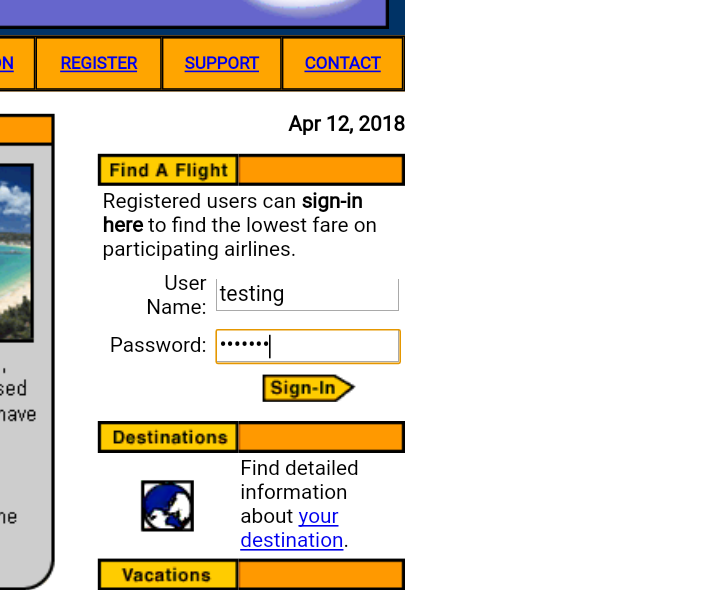 ON REGISTER SUPPORT CONTACT
Apr 12, 2018
Find A Flight
Registered users can sign-in
here to find the lowest fare on
participating airlines.
User
Name: testing
Password: •••••••
Sign-In
Destinations
Find detailed
information
about your
destination.
Vacations
,
sed
have
ne